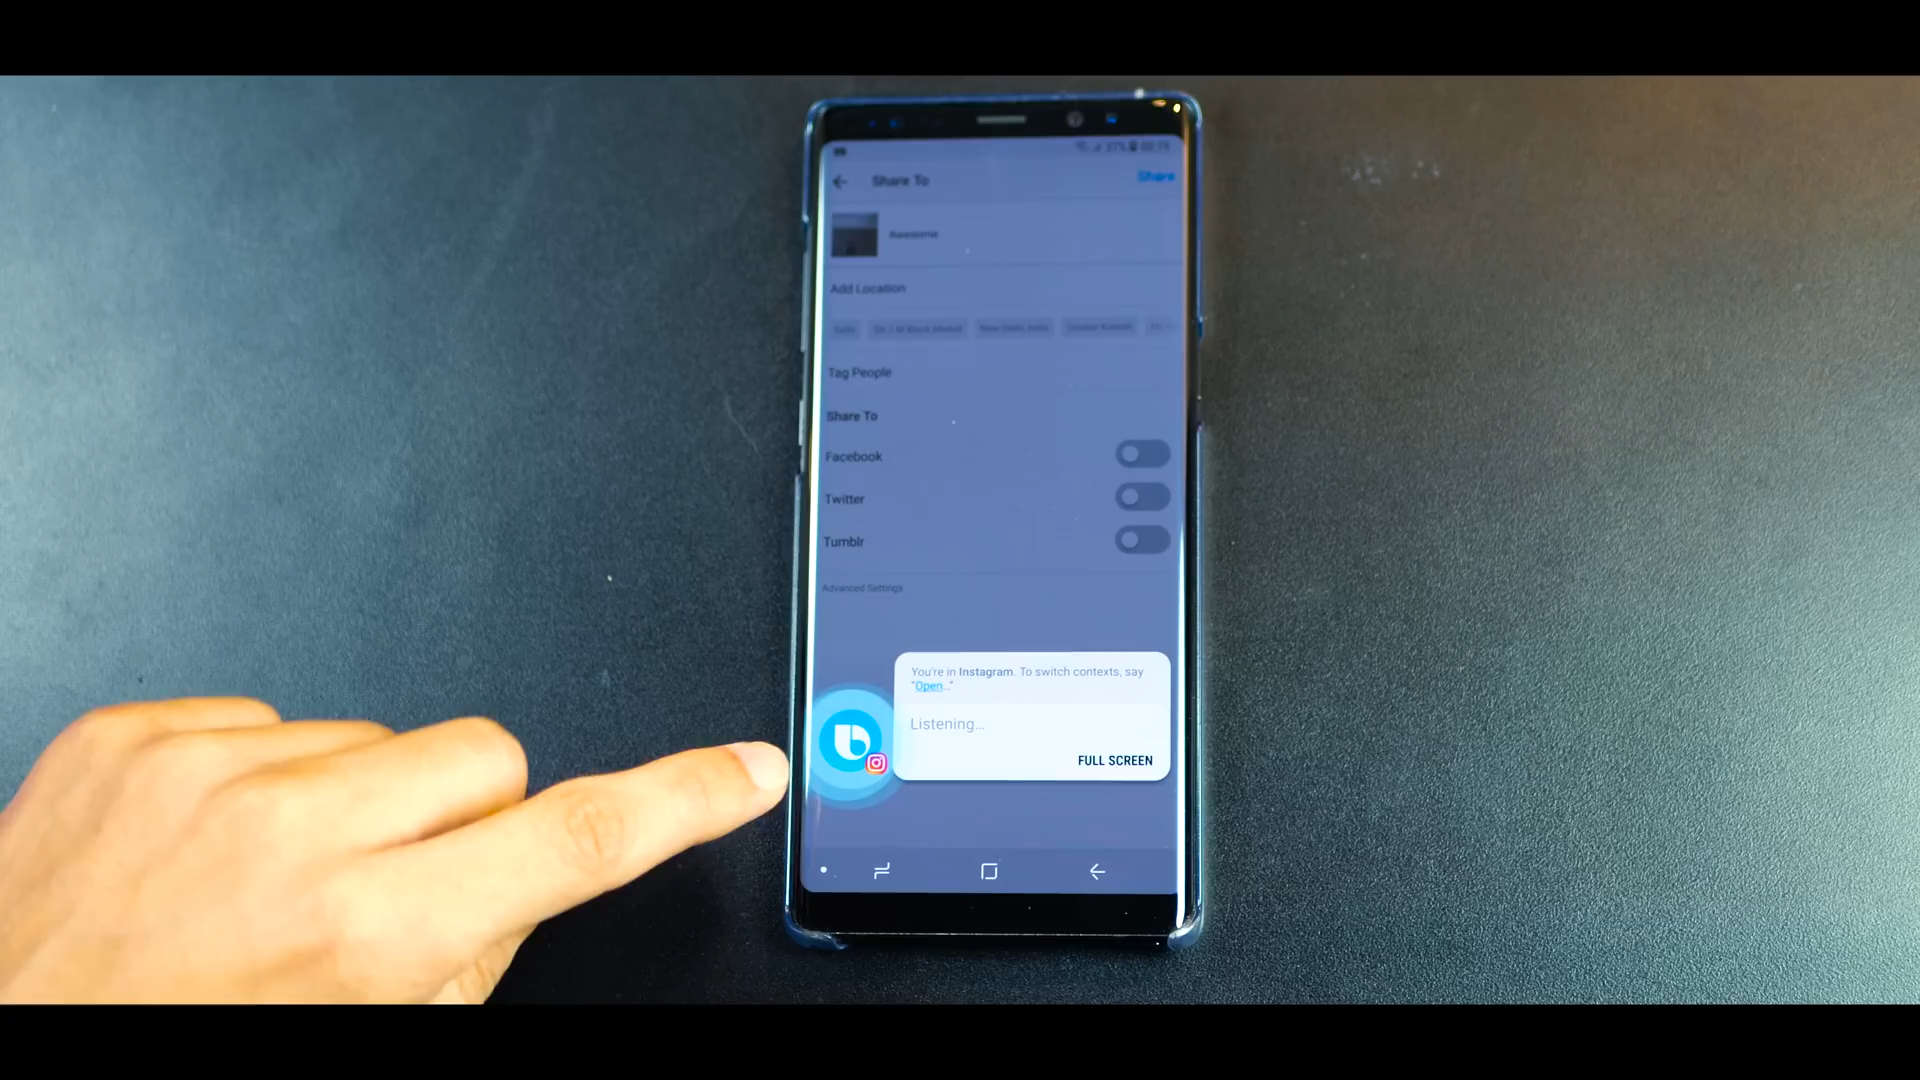 Share To
Share
Awesome
Add Location
Tag People
Share To
Facebook
Twitter
Tumblr
Advanced Settings
You're in Instagram. To switch contexts, say
"Open..."
Listening...
FULL SCREEN